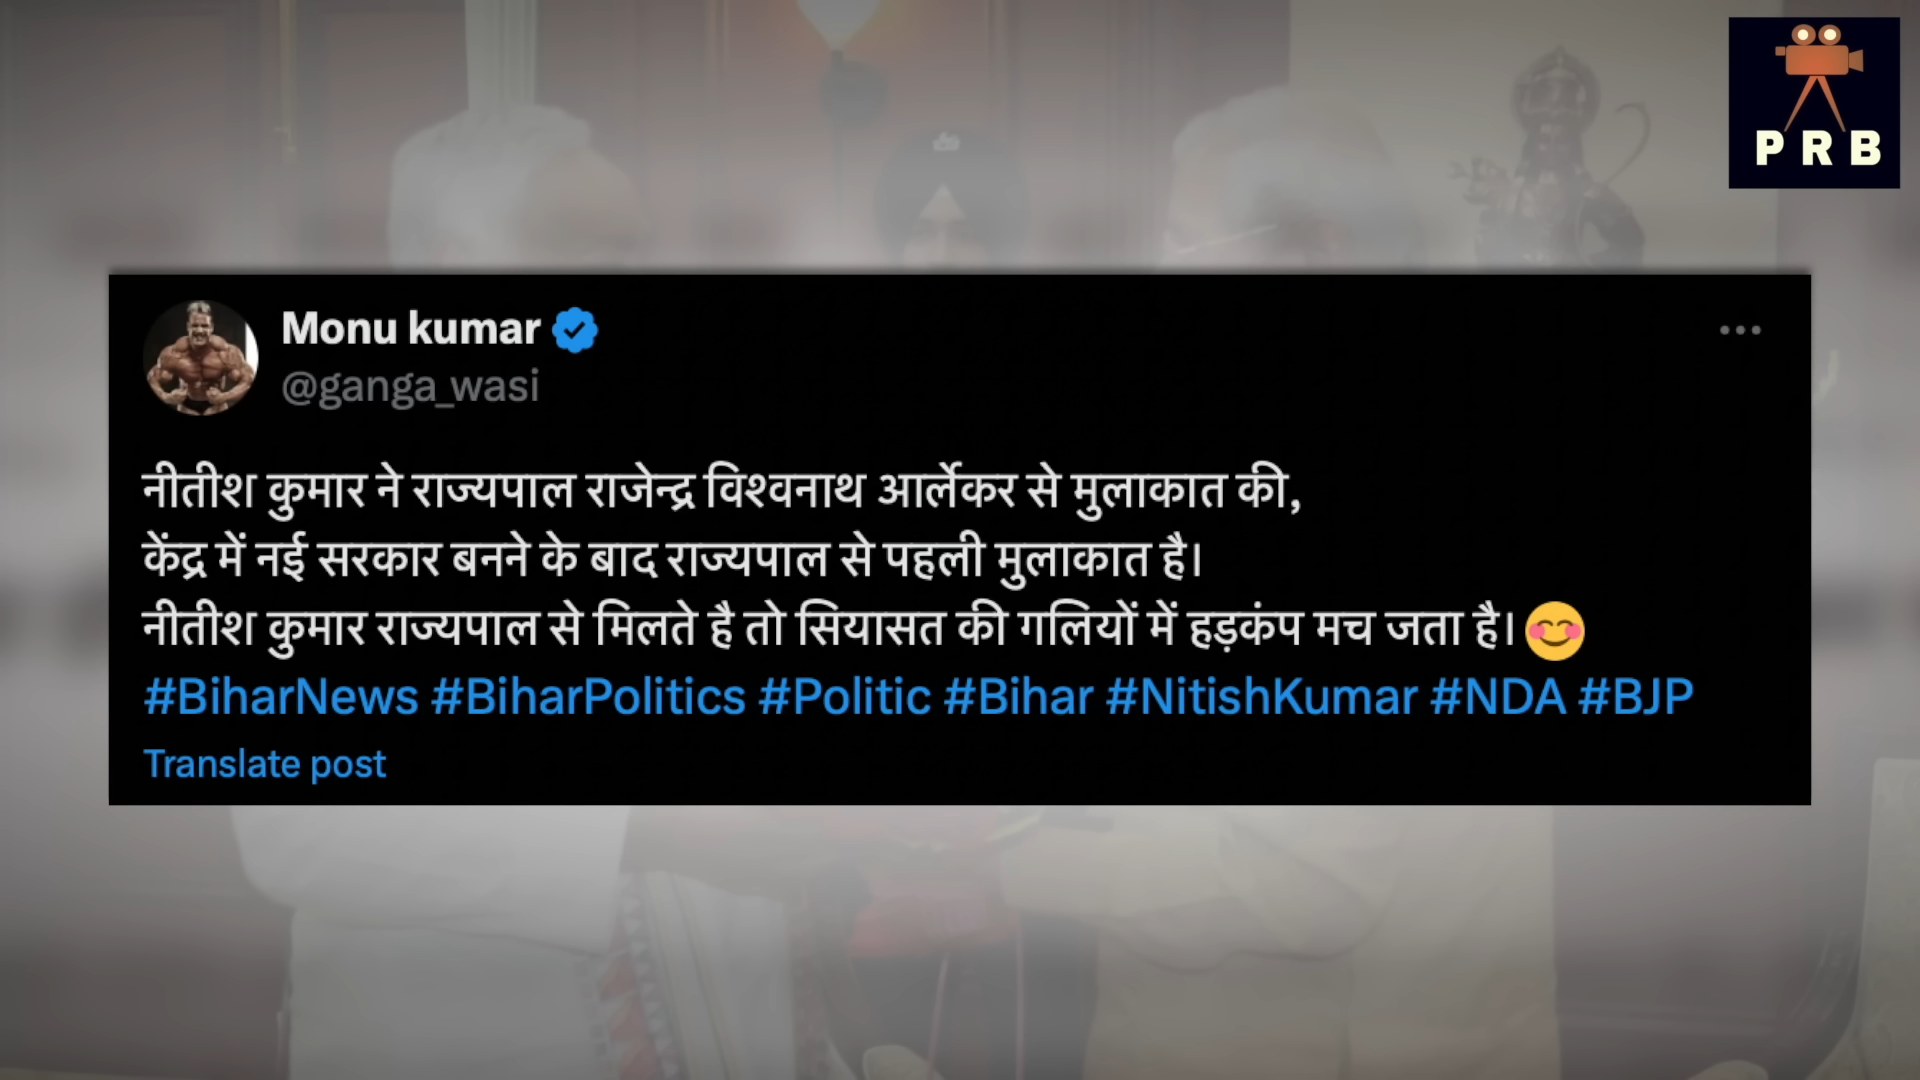 P R B
Monu kumar
@ganga_wasi
नीतीश कुमार ने राज्यपाल राजेन्द्र विश्वनाथ आर्लेकर से मुलाकात की,
केंद्र में नई सरकार बनने के बाद राज्यपाल से पहली मुलाकात है।
नीतीश कुमार राज्यपाल से मिलते है तो सियासत की गलियों में हड़कंप मच जता है।😊
#BiharNews #BiharPolitics #Politic #Bihar #NitishKumar #NDA #BJP
Translate post